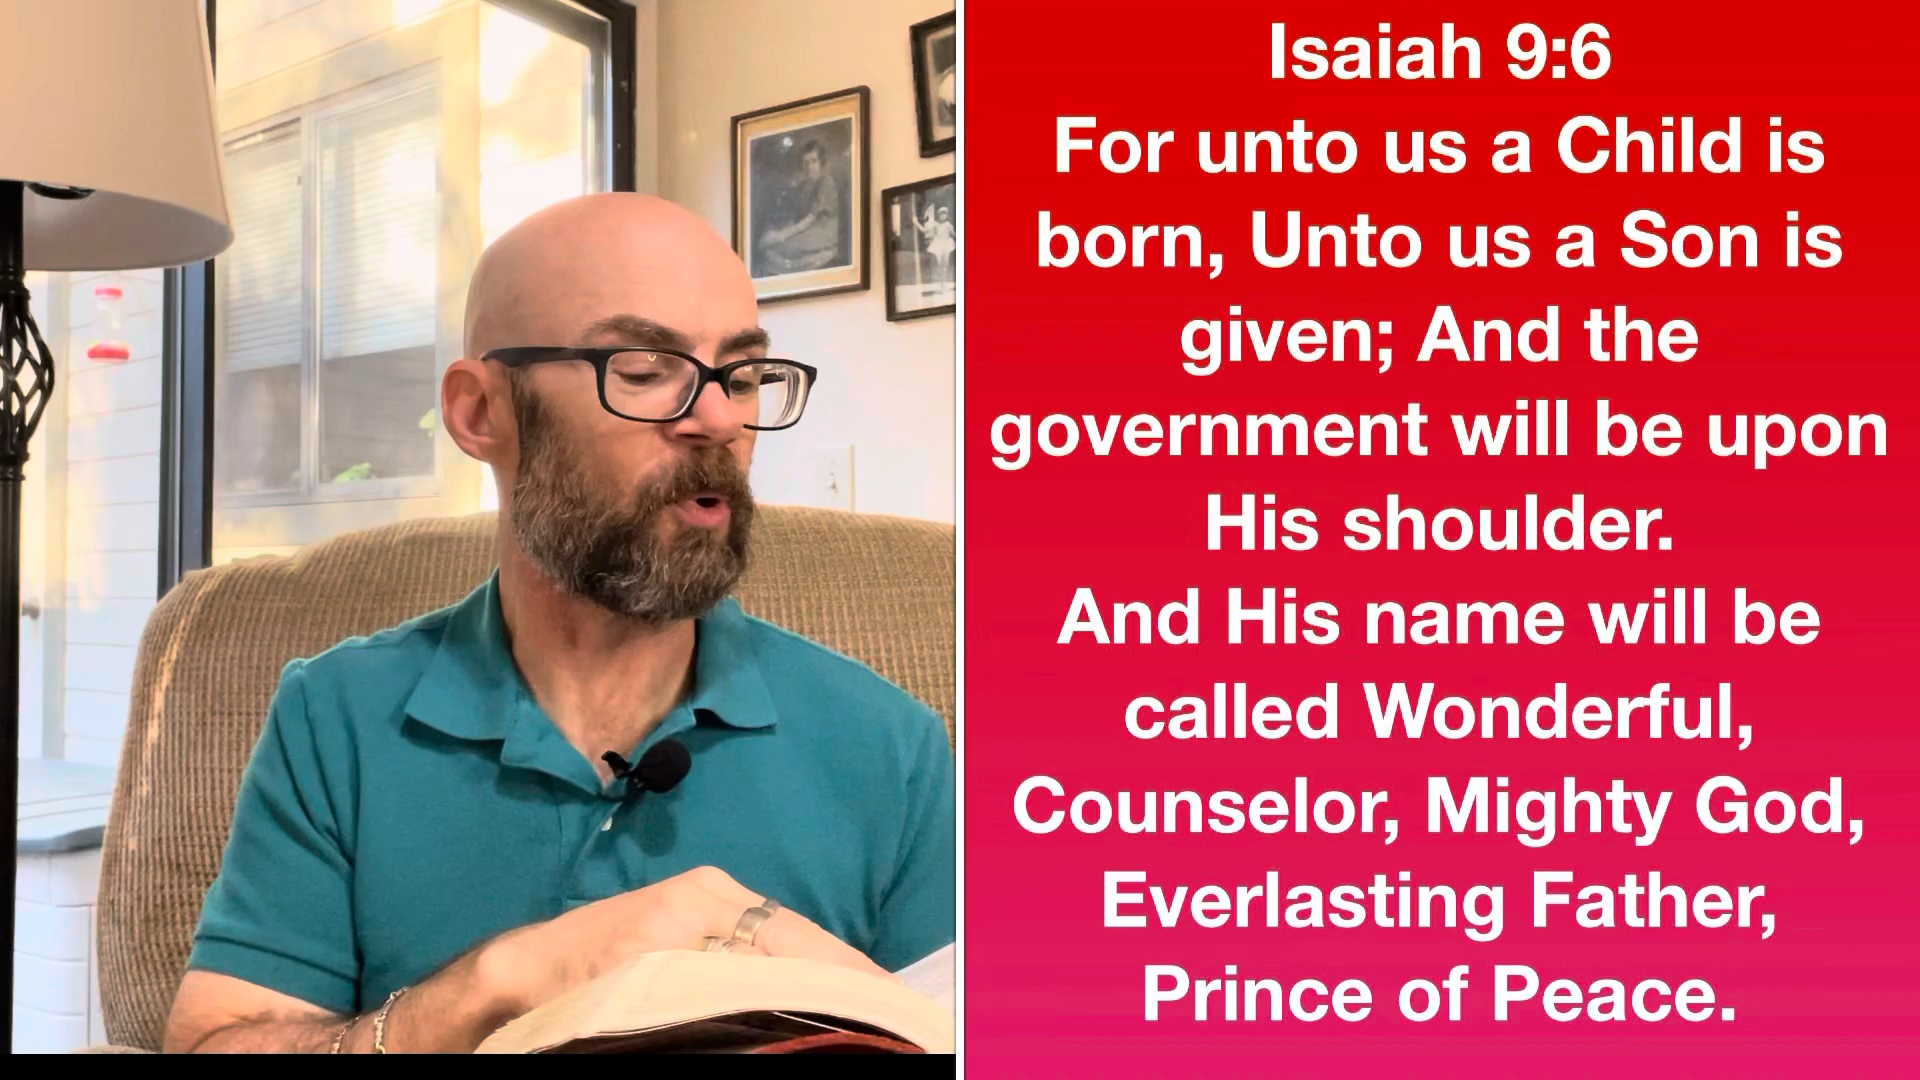 Isaiah 9:6
For unto us a Child is
born, Unto us a Son is
given; And the
government will be upon
His shoulder.
And His name will be
called Wonderful,
Counselor, Mighty God,
Everlasting Father,
Prince of Peace.